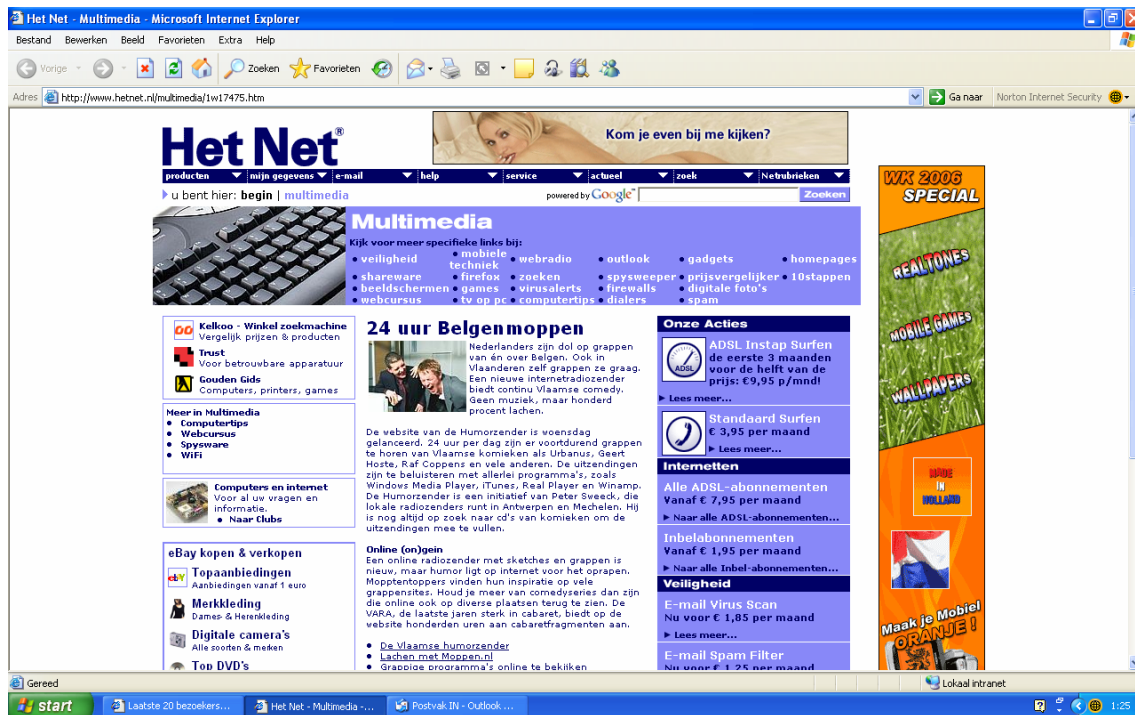 Het Net - Multimedia - Microsoft Internet Explorer
Bestand Bewerken Beeld Favorieten Extra Help
Vorige Zoeken Favorieten
Adres http://www.hetnet.nl/multimedia/1w17475.htm Ga naar Norton Internet Security
Het Net®
Kom je even bij me kijken?
producten mijn gegevens e-mail help service actueel zoek Netrubrieken
u bent hier: begin | multimedia
powered by Google™ Zoeken
Multimedia
Kijk voor meer specifieke links bij:
• veiligheid • mobiele techniek • webradio • outlook • gadgets • homepages
• shareware • firefox • zoeken • spysweeper • prijsvergelijker • 10stappen
• beeldschermen • games • virusalerts • firewalls • digitale foto's
• webcursus • tv op pc • computertips • dialers • spam
Kelkoo - Winkel zoekmachine
Vergelijk prijzen & producten
Trust
Voor betrouwbare apparatuur
Gouden Gids
Computers, printers, games
Meer in Multimedia
• Computertips
• Webcursus
• Spysware
• WiFi
Computers en internet
Voor al uw vragen en
informatie.
• Naar Clubs
eBay kopen & verkopen
ebY
Topaanbiedingen
Aanbiedingen vanaf 1 euro
Merkkleding
Dames- & Herenkleding
Digitale camera's
Alle soorten & merken
Top DVD's
24 uur Belgenmoppen
Nederlanders zijn dol op grappen
van én over Belgen. Ook in
Vlaanderen zelf grappen ze graag.
Een nieuwe internetradiozender
biedt continu Vlaamse comedy.
Geen muziek, maar honderd
procent lachen.
De website van de Humorzender is woensdag
gelanceerd. 24 uur per dag zijn er voortdurend grappen
te horen van Vlaamse komieken als Urbanus, Geert
Hoste, Raf Coppens en vele anderen. De uitzendingen
zijn te beluisteren met allerlei programma's, zoals
Windows Media Player, iTunes, Real Player en Winamp.
De Humorzender is een initiatief van Peter Sweeck, die
lokale radiozenders runt in Antwerpen en Mechelen. Hij
is nog altijd op zoek naar cd's van komieken om de
uitzendingen mee te vullen.
Online (on)gein
Een online radiozender met sketches en grappen is
nieuw, maar humor ligt op internet voor het oprapen.
Mopptentoppers vinden hun inspiratie op vele
grappensites. Houd je meer van comedyseries dan zijn
die online ook op diverse plaatsen terug te zien. De
VARA, de laatste jaren sterk in cabaret, biedt op de
website honderden uren aan cabaretfragmenten aan.
• De Vlaamse humorzender
• Lachen met Moppen.nl
• Grappige programma's online te bekijken
Onze Acties
ADSL
ADSL Instap Surfen
de eerste 3 maanden
voor de helft van de
prijs: €9,95 p/mnd!
Lees meer...
Standaard Surfen
€ 3,95 per maand
Lees meer...
Internetten
Alle ADSL-abonnementen
Vanaf € 7,95 per maand
Naar alle ADSL-abonnementen...
Inbelabonnementen
Vanaf € 1,95 per maand
Naar alle Inbel-abonnementen...
Veiligheid
E-mail Virus Scan
Nu voor € 1,85 per maand
Lees meer...
E-mail Spam Filter
Nu voor € 1,25 per maand
WK 2006
SPECIAL
REALTONES
MOBILE GAMES
WALLPAPERS
MADE
IN
HOLLAND
Maak je Mobiel
ORANJE !
Gereed Lokaal intranet
start Laatste 20 bezoekers... Het Net - Multimedia -... Postvak IN - Outlook ... 1:25